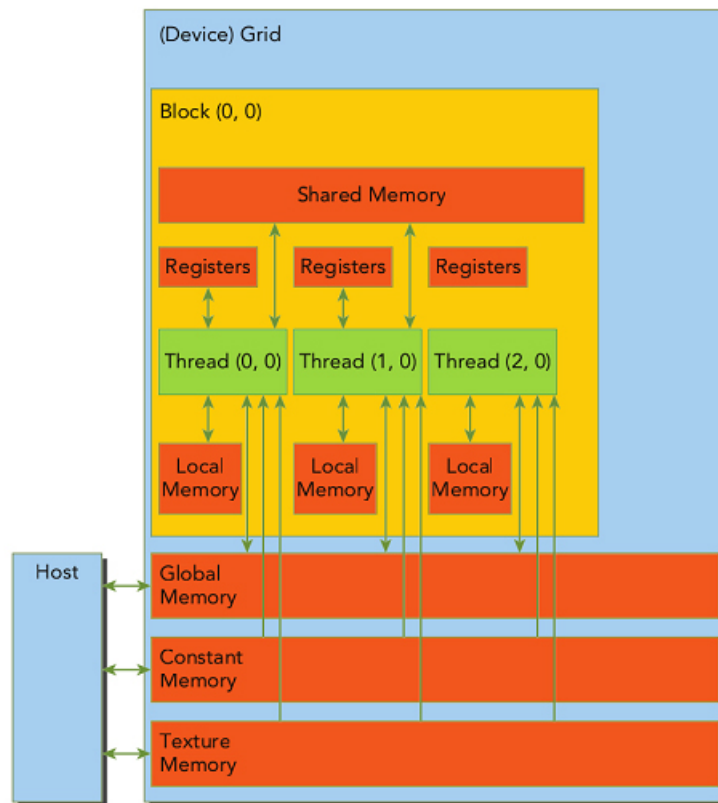 (Device) Grid
Block (0, 0)
Shared Memory
Registers
Registers
Registers
Thread (0, 0)
Thread (1, 0)
Thread (2, 0)
Local
Memory
Local
Memory
Local
Memory
Host
Global
Memory
Constant
Memory
Texture
Memory